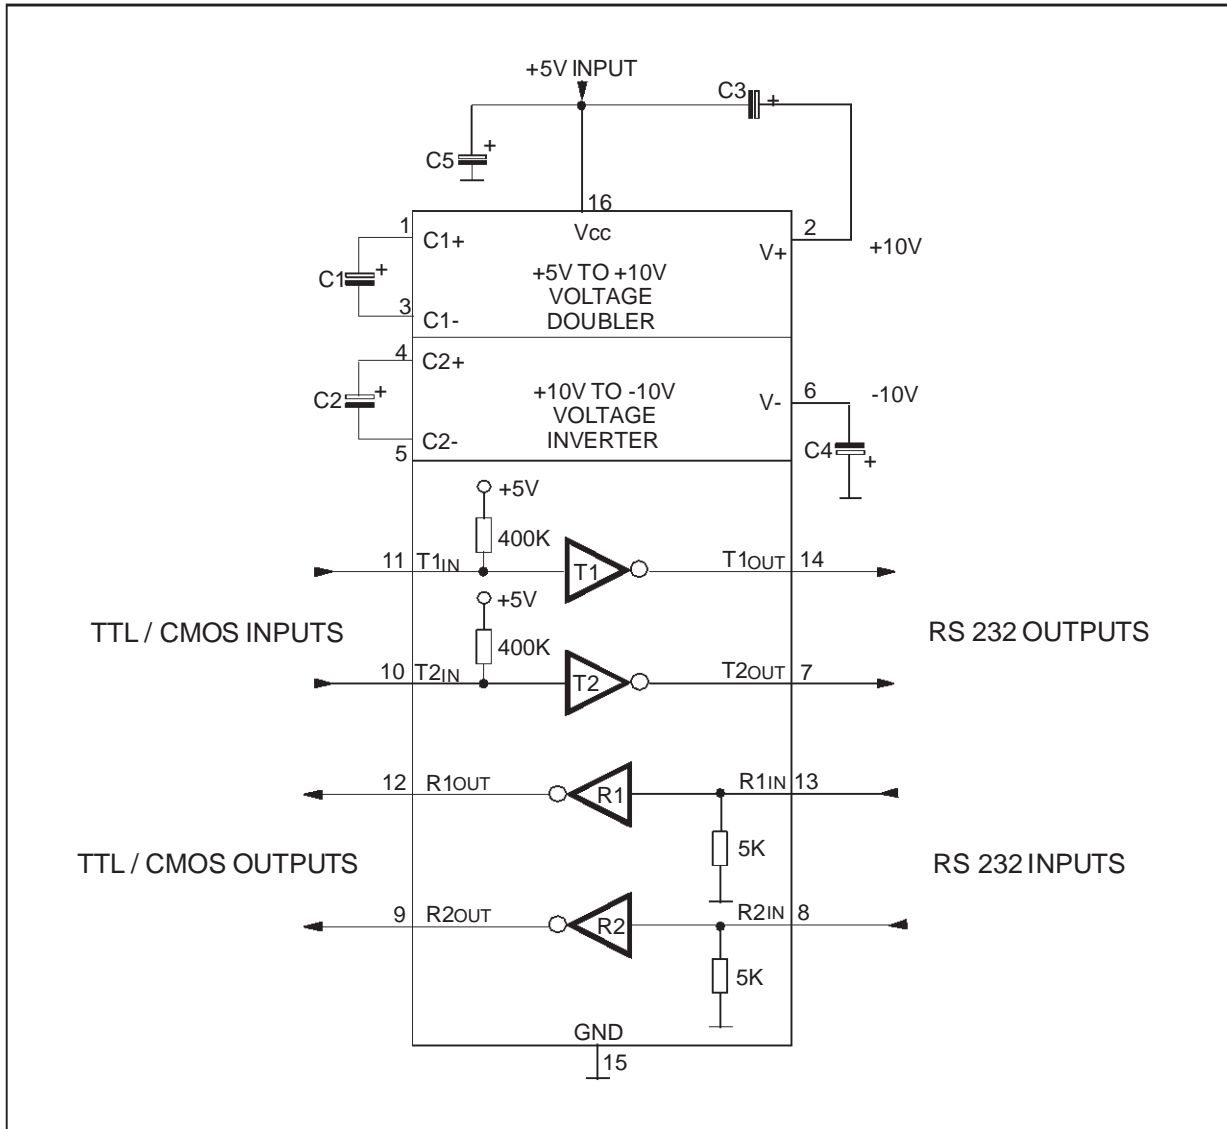 +5V INPUT
C3 +
C5 +
16
Vcc
1
C1+
2
V+
+10V
C1 +
+5V TO +10V
VOLTAGE
DOUBLER
3
C1-
4
C2+
C2 +
+10V TO -10V
VOLTAGE
INVERTER
6
V-
-10V
C2-
5
C4 +
+5V
400K
11 T1IN
T1
T1OUT 14
+5V
TTL / CMOS INPUTS
400K
RS 232 OUTPUTS
10 T2IN
T2
T2OUT 7
12 R1OUT
R1
R1IN 13
5K
TTL / CMOS OUTPUTS
RS 232 INPUTS
9 R2OUT
R2
R2IN 8
5K
GND
15